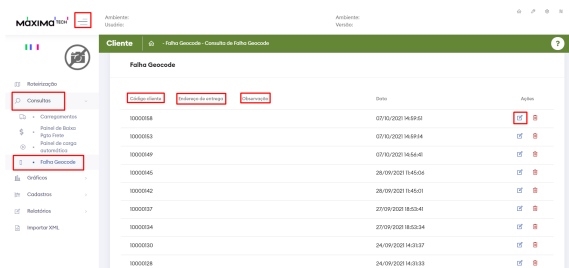 MÁXIMA TECH
Ambiente:
Usuário:
Ambiente:
Versão:
Cliente - Falha Geocode - Consulta de Falha Geocode ?
Falha Geocode
Roteirização
Consultas
Carregamentos
Painel de Baixa
Pgto Frete
Painel de carga
automática
Falha Geocode
Gráficos
Cadastros
Relatórios
Importar XML
Código cliente Endereço de entrega Observação Data Ações
10000158 07/10/2021 14:59:51
10000153 07/10/2021 14:59:14
10000149 07/10/2021 14:56:41
10000145 28/09/2021 11:45:06
10000142 28/09/2021 11:45:01
10000137 27/09/2021 18:53:41
10000134 27/09/2021 18:53:34
10000130 24/09/2021 14:31:37
10000128 24/09/2021 14:31:33